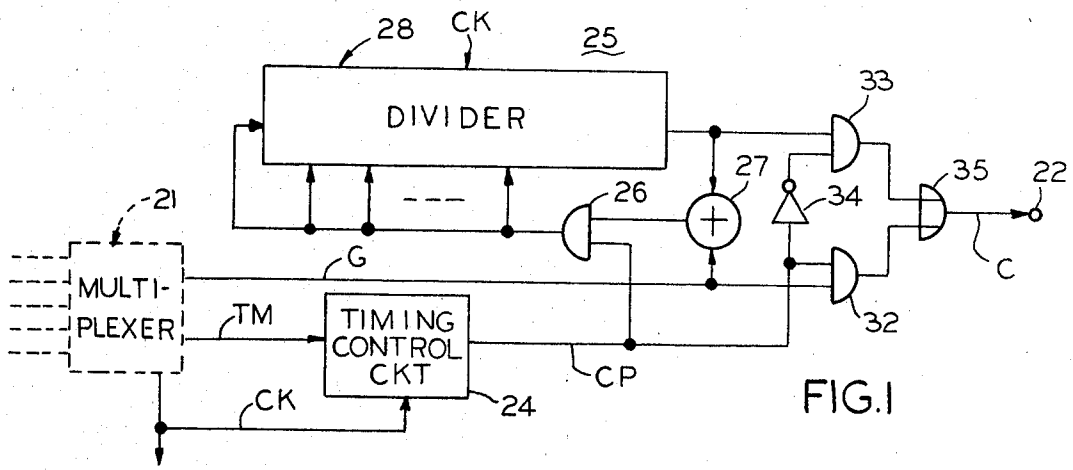 28
CK
25
DIVIDER
33
26
27
34
35
22
C
21
MULTI-
PLEXER
G
TM
TIMING
CONTROL
CKT
24
CP
32
CK
FIG.1